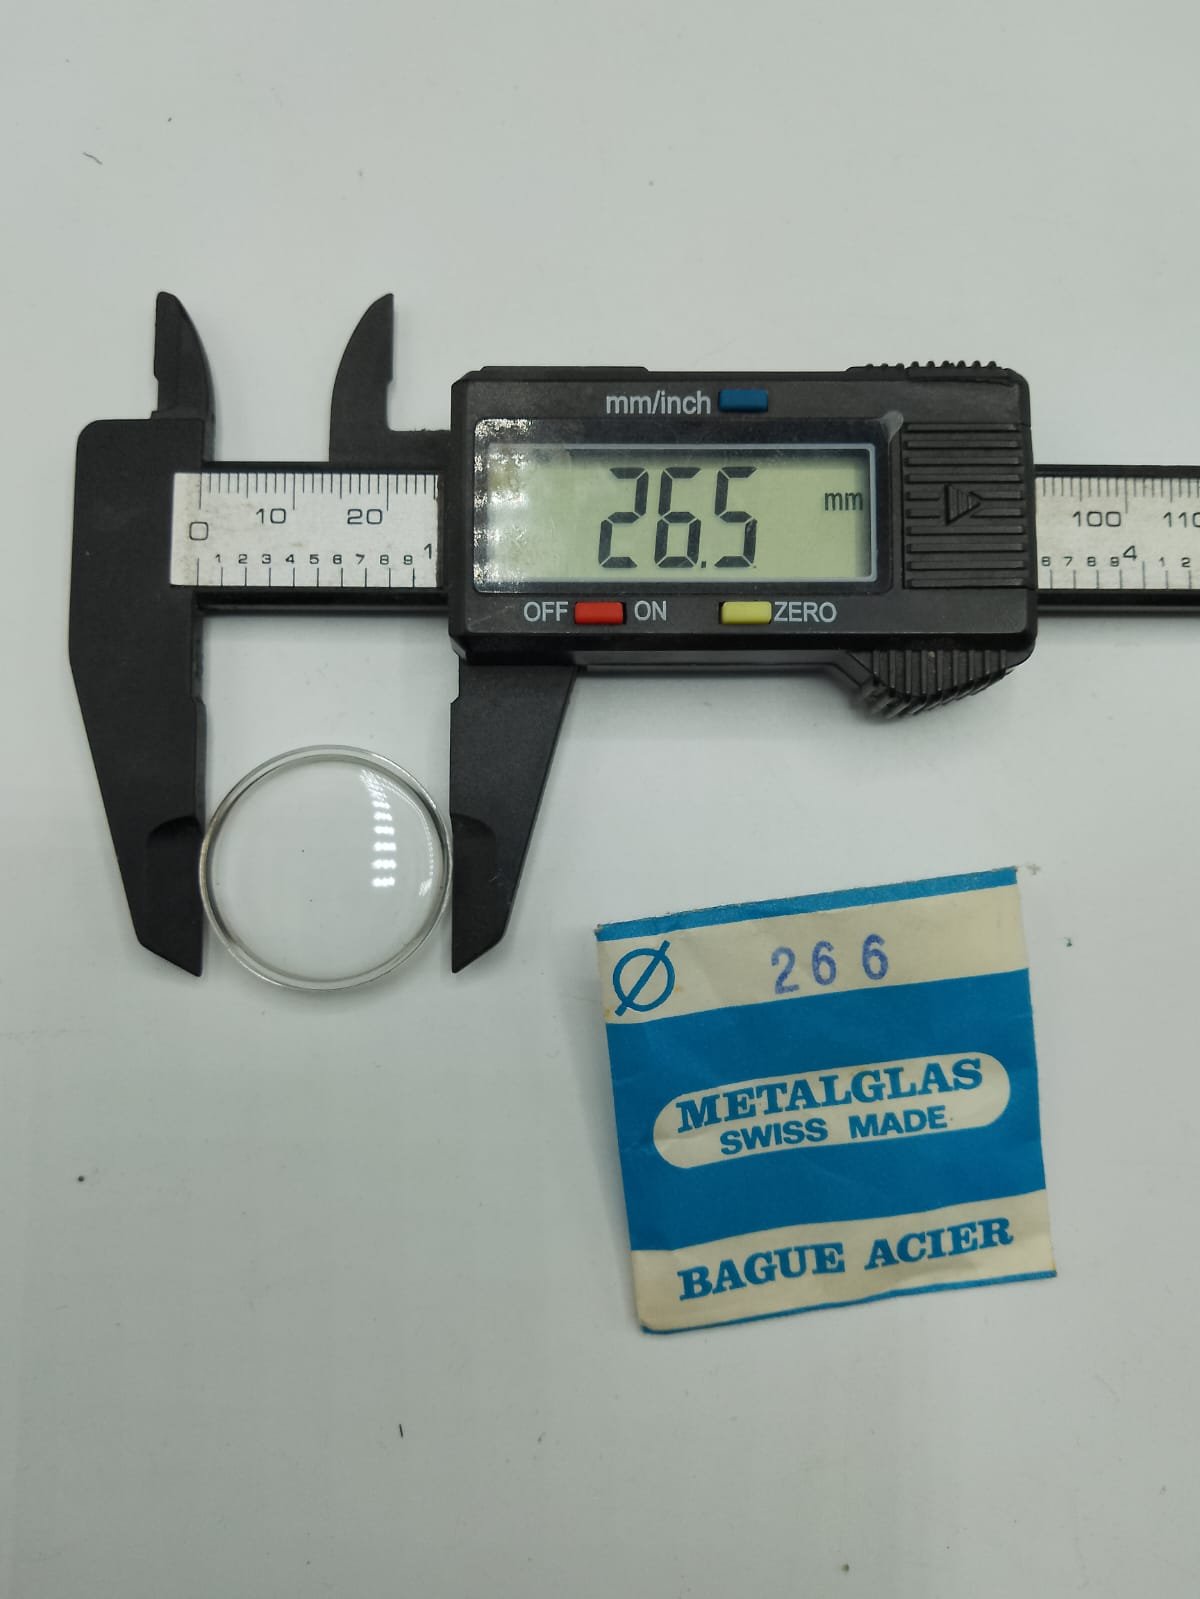 mm/inch
26.5 mm
0 10 20
1 2 3 4 5 6 7 8 9 1
100 110
6 7 8 9 4 1 2
OFF ON ZERO
Ø 266
METALGLAS
SWISS MADE
BAGUE ACIER